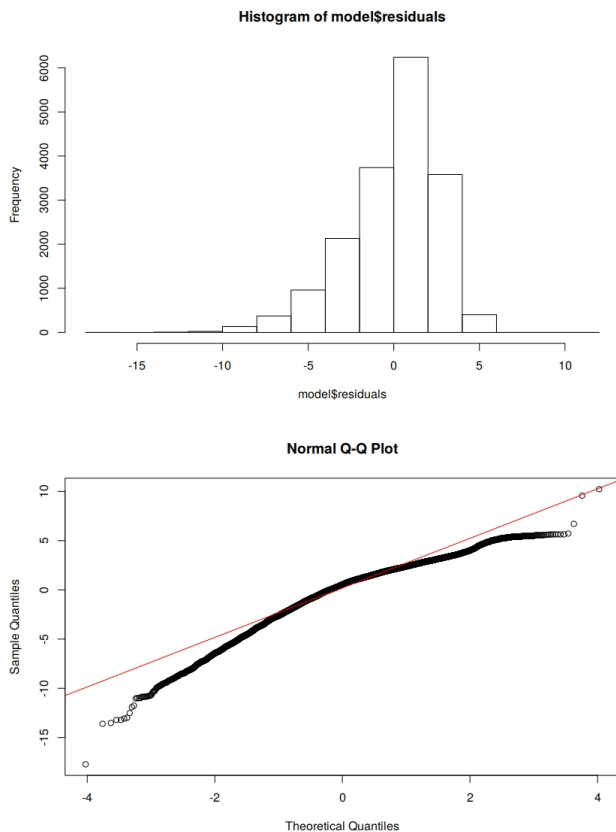 Histogram of model$residuals
Frequency
6000
5000
4000
3000
2000
1000
0
-15 -10 -5 0 5 10
model$residuals
Normal Q-Q Plot
Sample Quantiles
10
5
0
-5
-10
-15
-4 -2 0 2 4
Theoretical Quantiles